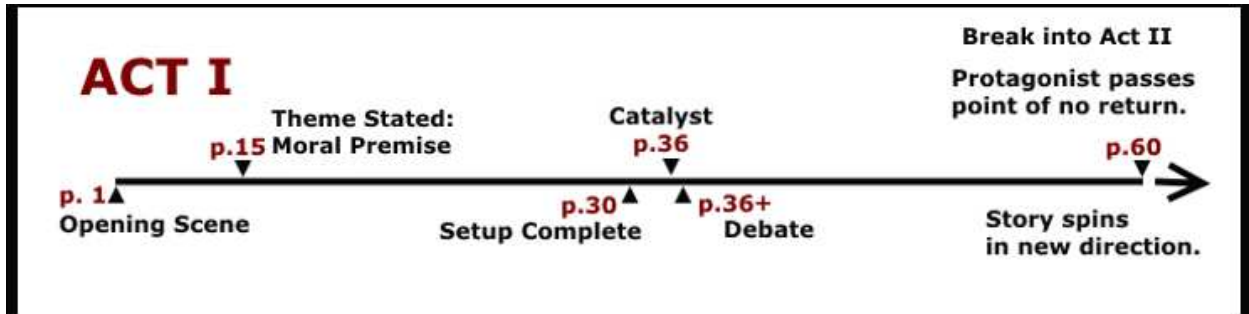 ACT I
Break into Act II
Protagonist passes
point of no return.
Theme Stated:
p.15 Moral Premise
Catalyst
p.36
p.60
p. 1
Opening Scene
p.30
Setup Complete
p.36+
Debate
Story spins
in new direction.